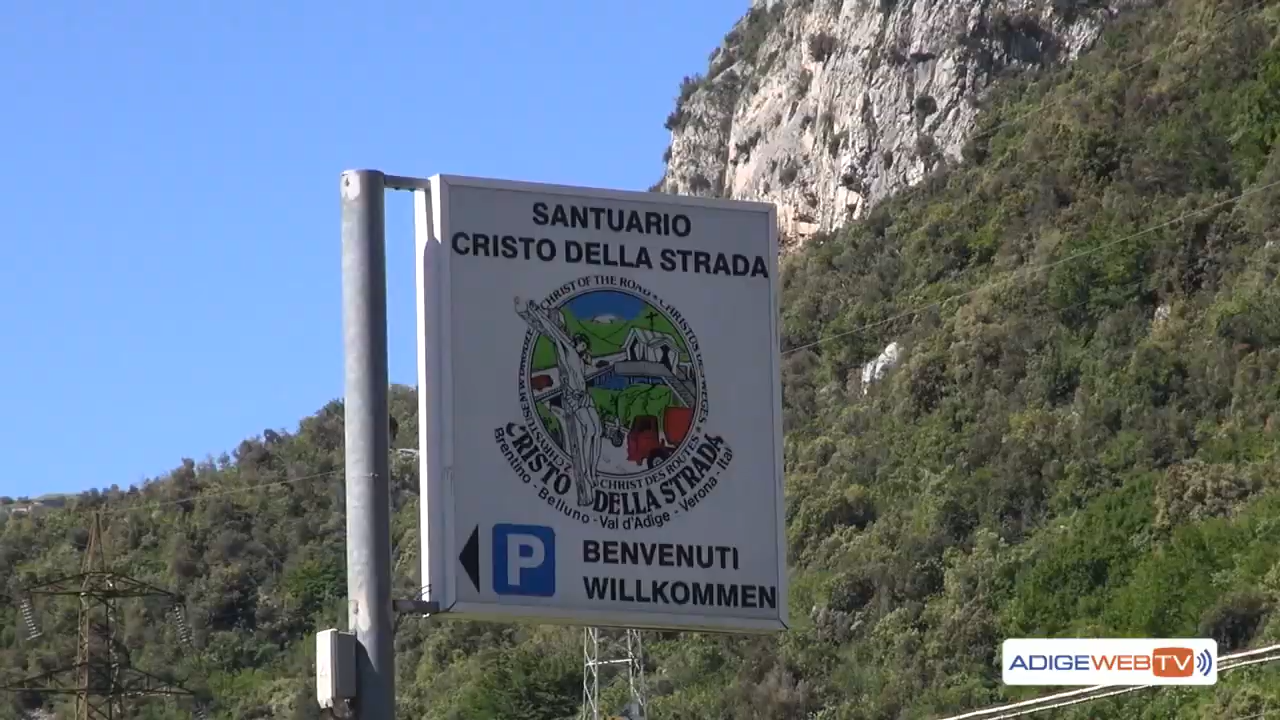 SANTUARIO
CRISTO DELLA STRADA
CHRIST OF THE ROAD
CHRIST DES ROUTES
CRISTO DELLA STRADA
Brentino - Belluno - Val d'Adige - Verona - Ital
P
BENVENUTI
WILLKOMMEN
ADIGEWEBTV